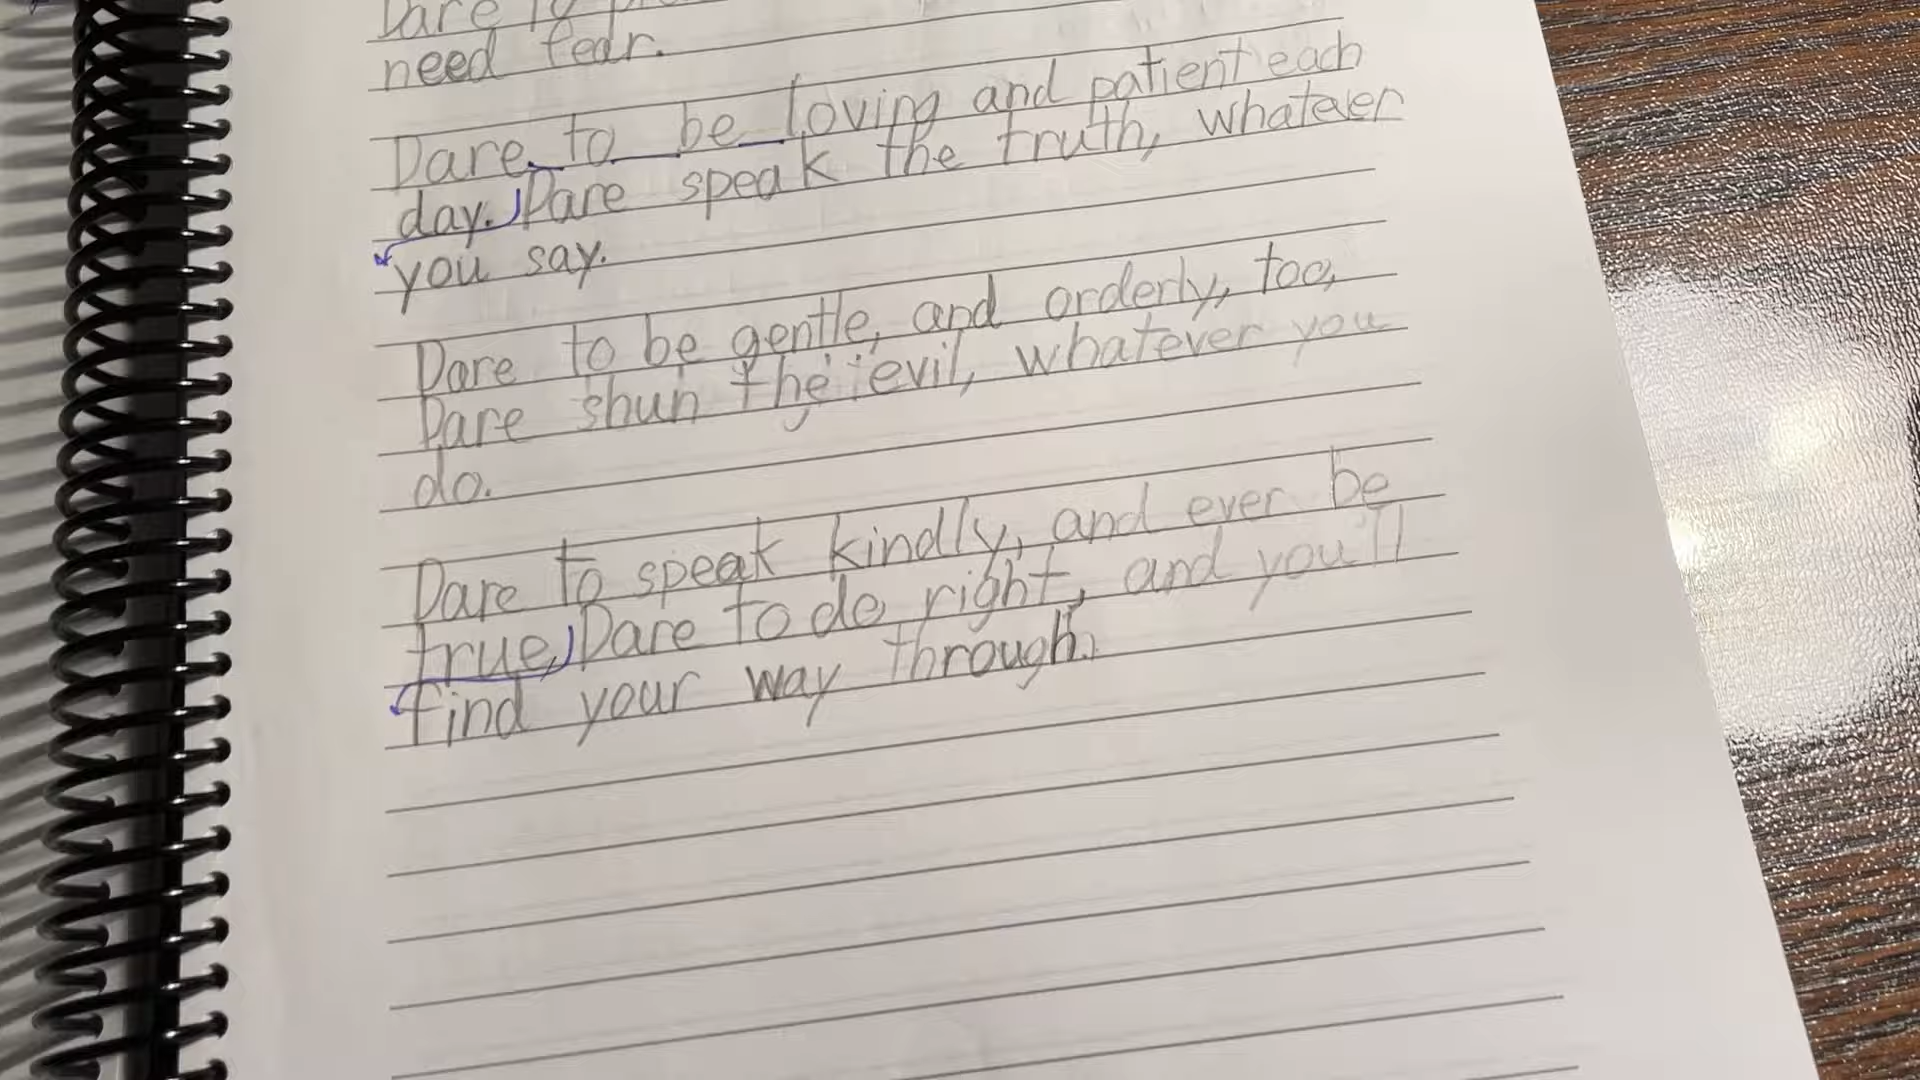 Dare to
need fear.
Dare to be loving and patient each
day. Dare speak the truth, whatever
you say.
Dare to be gentle, and orderly, too,
Dare shun the evil, whatever you
do.
Dare to speak kindly, and ever be
true, Dare to do right, and you'll
find your way through.